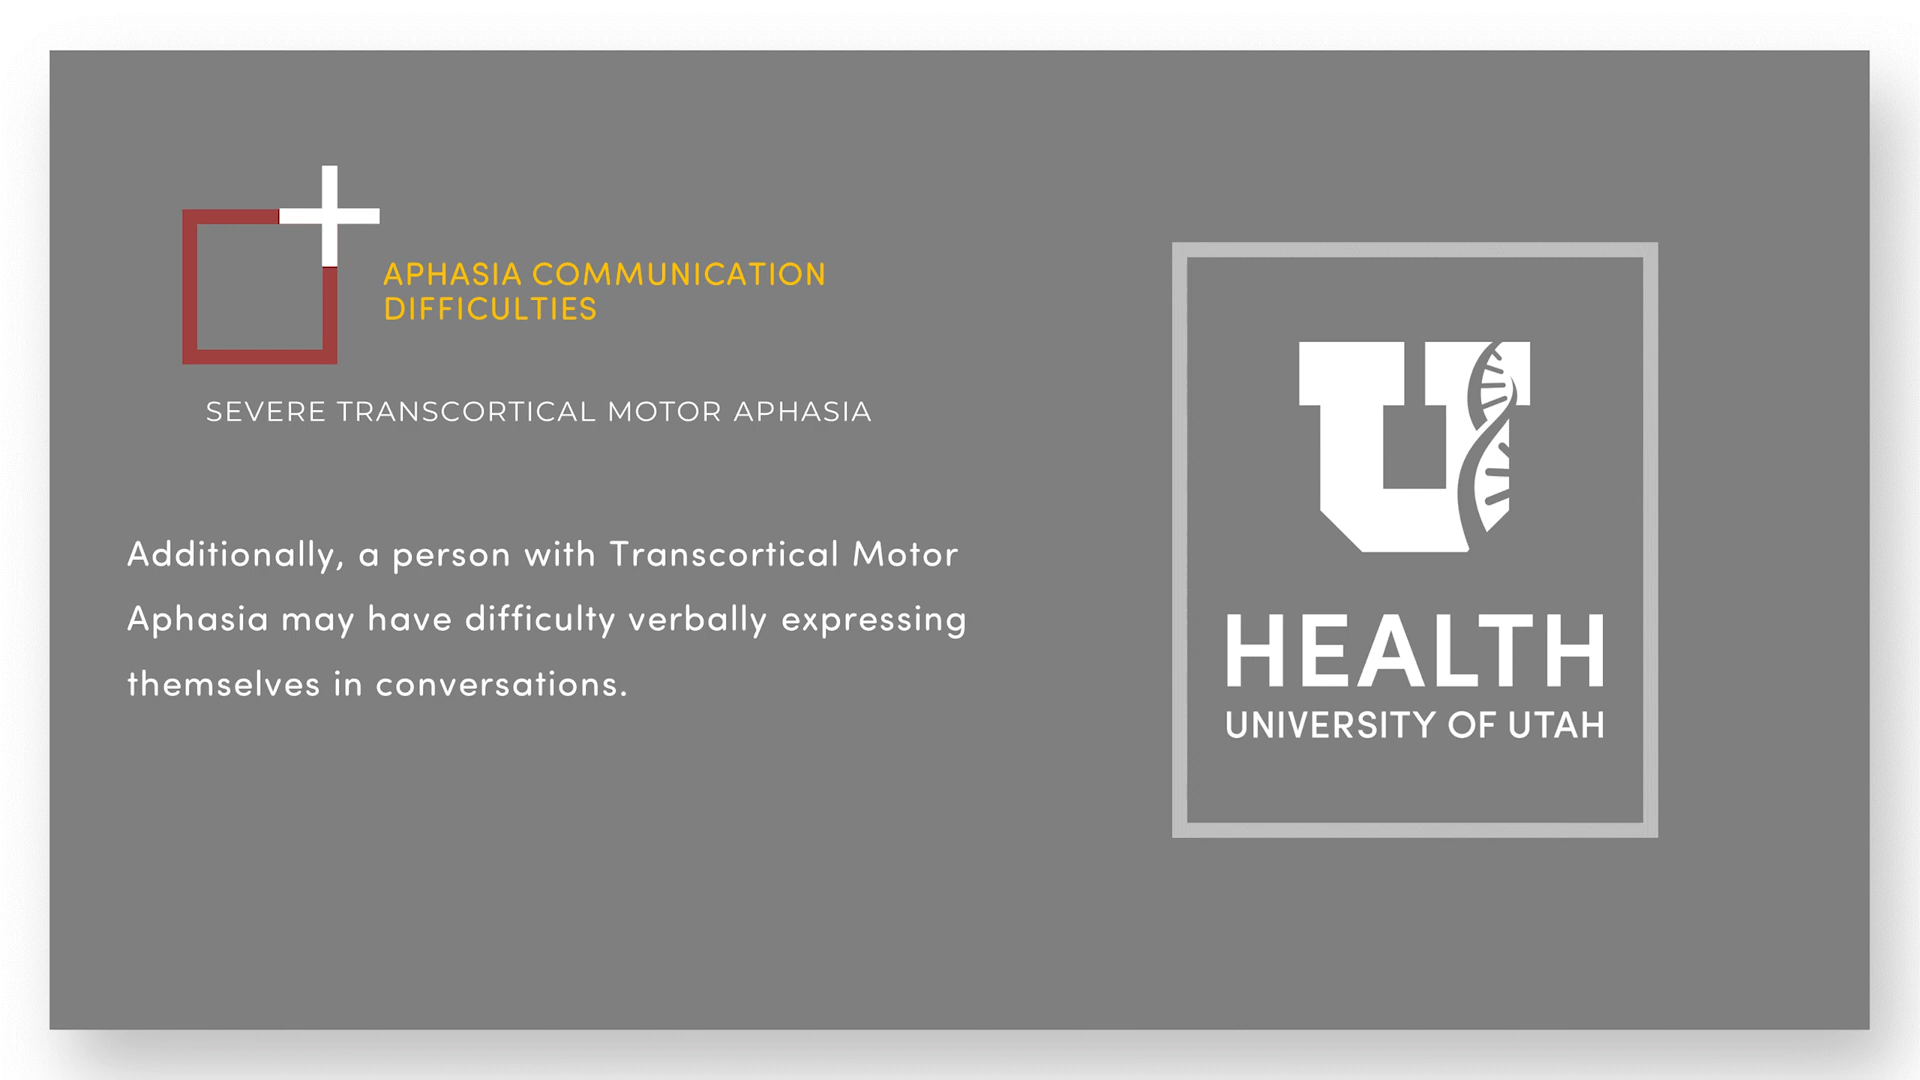 APHASIA COMMUNICATION
DIFFICULTIES
SEVERE TRANSCORTICAL MOTOR APHASIA
Additionally, a person with Transcortical Motor
Aphasia may have difficulty verbally expressing
themselves in conversations.
U
HEALTH
UNIVERSITY OF UTAH